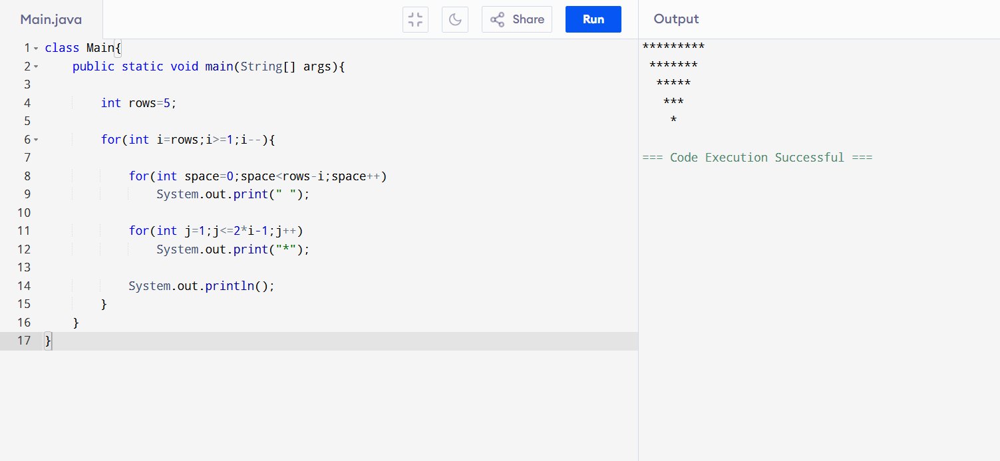 Main.java
Share
Run
Output
1 class Main{
2     public static void main(String[] args){
3
4         int rows=5;
5
6         for(int i=rows;i>=1;i--){
7
8             for(int space=0;space<rows-i;space++)
9                 System.out.print(" ");
10
11             for(int j=1;j<=2*i-1;j++)
12                 System.out.print("*");
13
14             System.out.println();
15         }
16     }
17 }
*********
 *******
  *****
   ***
    *
=== Code Execution Successful ===